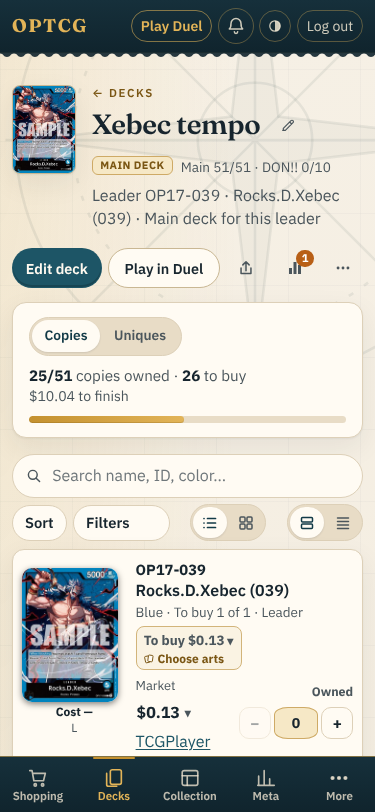 OPTCG
Play Duel
Log out
← DECKS
Xebec tempo
MAIN DECK
Main 51/51 · DON!! 0/10
Leader OP17-039 · Rocks.D.Xebec
(039) · Main deck for this leader
Edit deck
Play in Duel
1
Copies
Uniques
25/51 copies owned · 26 to buy
$10.04 to finish
Search name, ID, color...
Sort
Filters
5000
SAMPLE
Rocks.D.Xebec
Cost —
L
OP17-039
Rocks.D.Xebec (039)
Blue · To buy 1 of 1 · Leader
To buy $0.13 ▾
Choose arts
Market
$0.13 ▾
TCGPlayer
Owned
− 0 +
Shopping
Decks
Collection
Meta
More